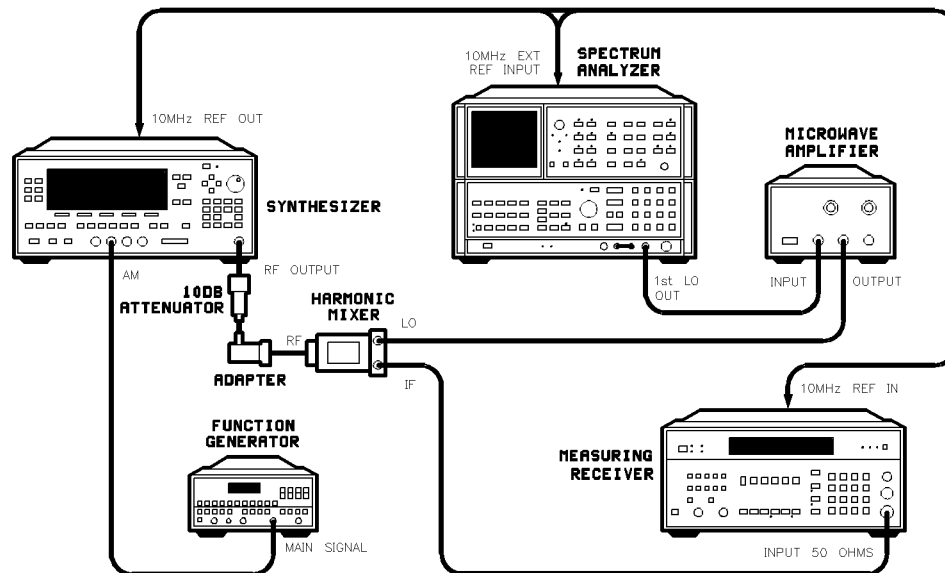 10MHz EXT
REF INPUT
SPECTRUM
ANALYZER
10MHz REF OUT
MICROWAVE
AMPLIFIER
SYNTHESIZER
AM
RF OUTPUT
1st LO
OUT
INPUT
OUTPUT
10DB
ATTENUATOR
HARMONIC
MIXER
LO
RF
ADAPTER
IF
10MHz REF IN
FUNCTION
GENERATOR
MEASURING
RECEIVER
MAIN SIGNAL
INPUT 50 OHMS